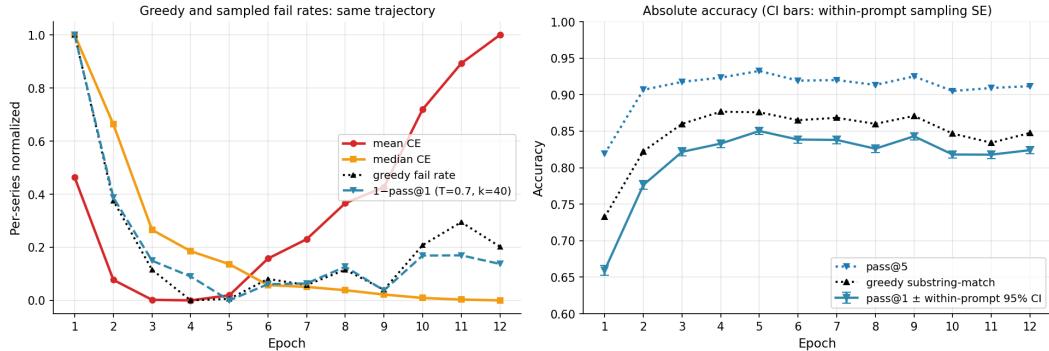 Greedy and sampled fail rates: same trajectory
Per-series normalized
1.0
0.8
0.6
0.4
0.2
0.0
mean CE
median CE
greedy fail rate
1−pass@1 (T=0.7, k=40)
1 2 3 4 5 6 7 8 9 10 11 12
Epoch
Absolute accuracy (CI bars: within-prompt sampling SE)
Accuracy
1.00
0.95
0.90
0.85
0.80
0.75
0.70
0.65
0.60
pass@5
greedy substring-match
pass@1 ± within-prompt 95% CI
1 2 3 4 5 6 7 8 9 10 11 12
Epoch